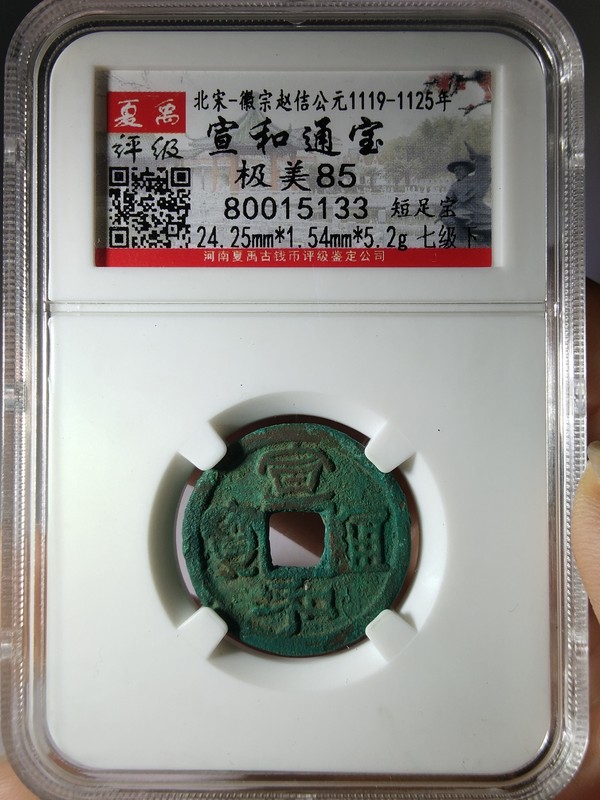 夏禹
评级
北宋-徽宗赵佶公元1119-1125年
宣和通宝
极美85
80015133 短足宝
24.25mm*1.54mm*5.2g 七级下
河南夏禹古钱币评级鉴定公司
宣
和
通
寶